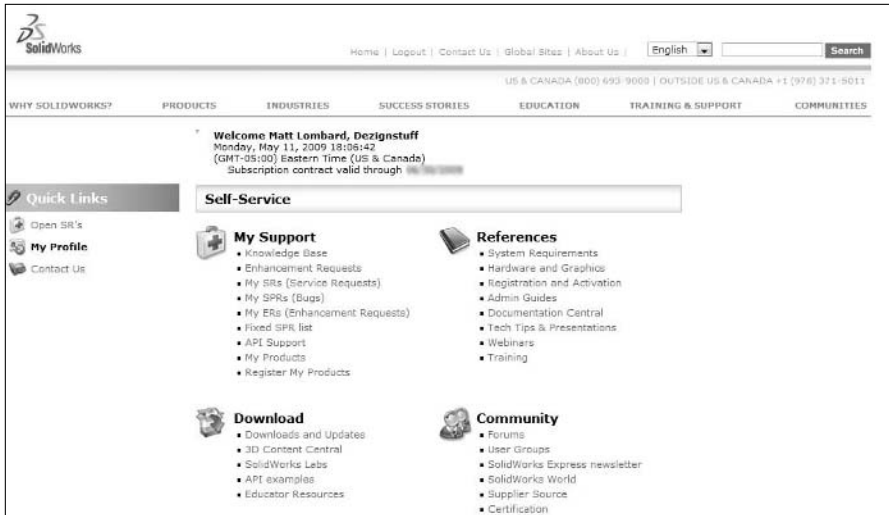 SolidWorks
Home | Logout | Contact Us | Global Sites | About Us |
English
Search
US & CANADA (800) 693-9000 | OUTSIDE US & CANADA +1 (978) 371-5011
WHY SOLIDWORKS? PRODUCTS INDUSTRIES SUCCESS STORIES EDUCATION TRAINING & SUPPORT COMMUNITIES
Welcome Matt Lombard, Dezignstuff
Monday, May 11, 2009 18:06:42
(GMT-05:00) Eastern Time (US & Canada)
Subscription contract valid through
Quick Links
Open SR's
My Profile
Contact Us
Self-Service
My Support
▪ Knowledge Base
▪ Enhancement Requests
▪ My SRs (Service Requests)
▪ My SPRs (Bugs)
▪ My ERs (Enhancement Requests)
▪ Fixed SPR list
▪ API Support
▪ My Products
▪ Register My Products
References
▪ System Requirements
▪ Hardware and Graphics
▪ Registration and Activation
▪ Admin Guides
▪ Documentation Central
▪ Tech Tips & Presentations
▪ Webinars
▪ Training
Download
▪ Downloads and Updates
▪ 3D Content Central
▪ SolidWorks Labs
▪ API examples
▪ Educator Resources
Community
▪ Forums
▪ User Groups
▪ SolidWorks Express newsletter
▪ SolidWorks World
▪ Supplier Source
▪ Certification